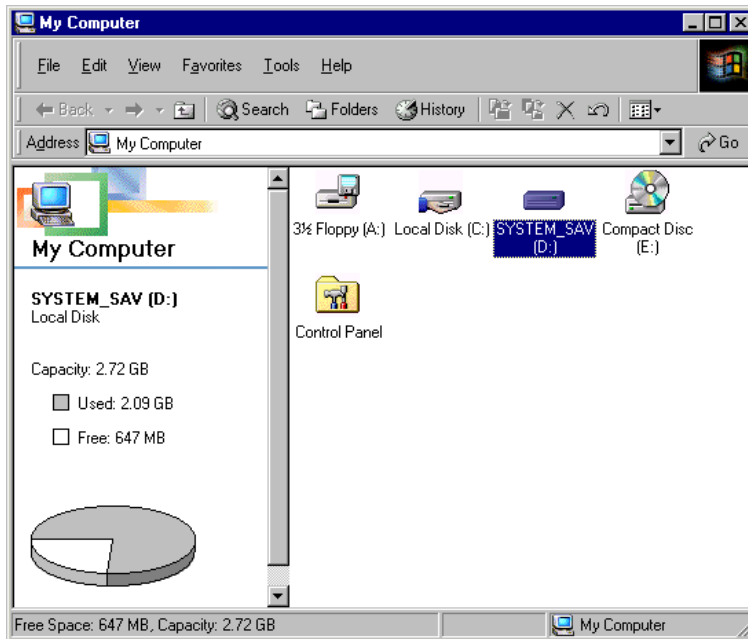 My Computer
File Edit View Favorites Tools Help
Back Search Folders History
Address My Computer Go
My Computer
SYSTEM_SAV (D:)
Local Disk
Capacity: 2.72 GB
Used: 2.09 GB
Free: 647 MB
3½ Floppy (A:) Local Disk (C:) SYSTEM_SAV Compact Disc
(D:) (E:)
Control Panel
Free Space: 647 MB, Capacity: 2.72 GB My Computer